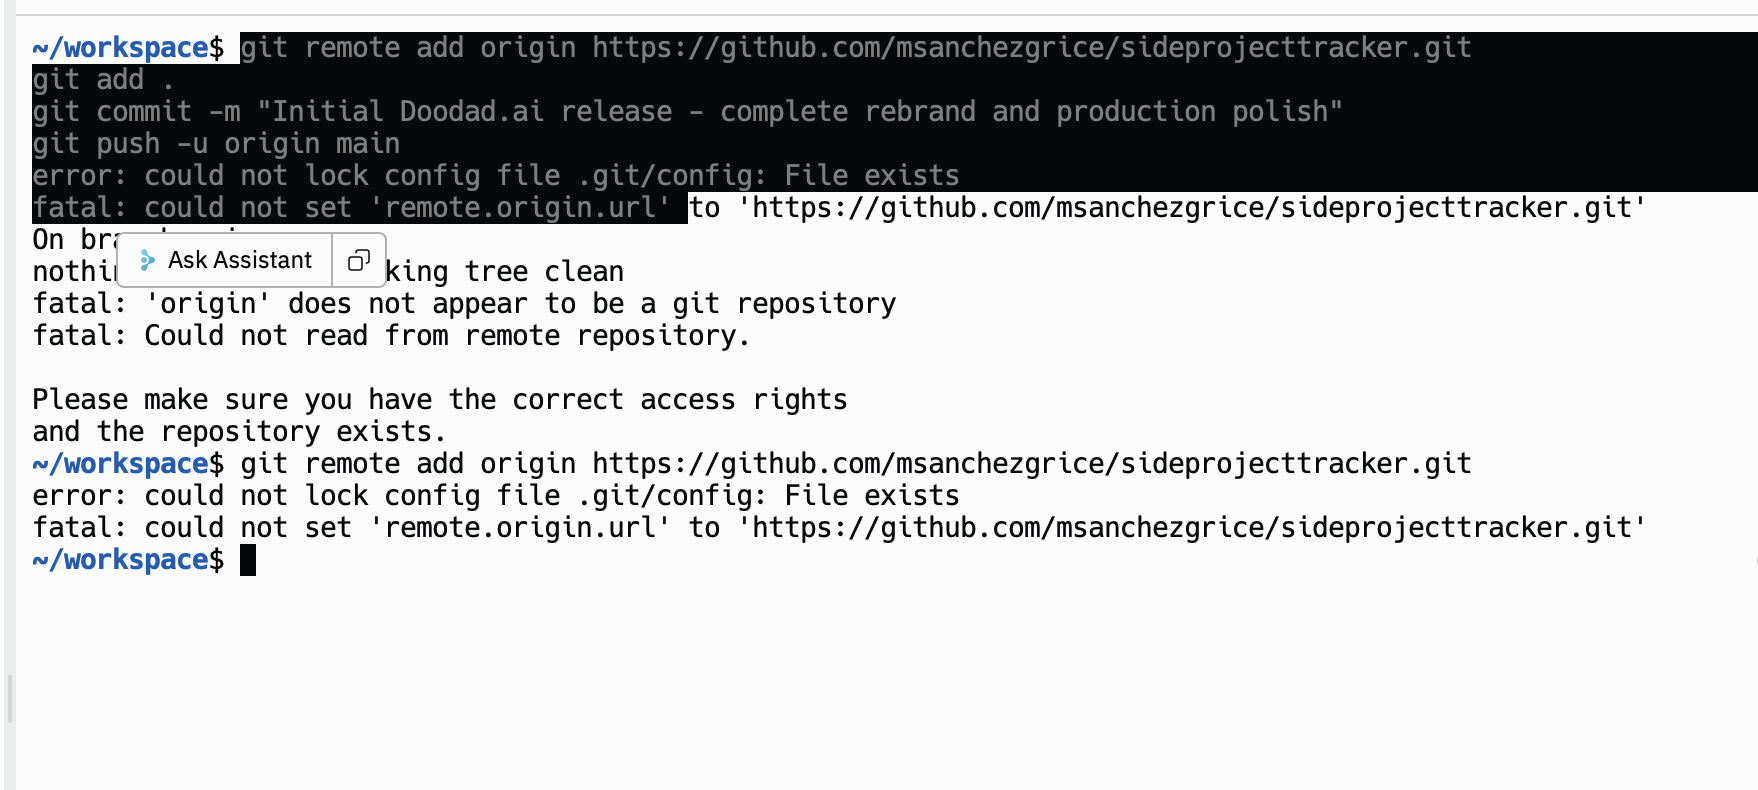 ~/workspace$ git remote add origin https://github.com/msanchezgrice/sideprojecttracker.git
git add .
git commit -m "Initial Doodad.ai release - complete rebrand and production polish"
git push -u origin main
error: could not lock config file .git/config: File exists
fatal: could not set 'remote.origin.url' to 'https://github.com/msanchezgrice/sideprojecttracker.git'
On
Ask Assistant
king tree clean
fatal: 'origin' does not appear to be a git repository
fatal: Could not read from remote repository.
Please make sure you have the correct access rights
and the repository exists.
~/workspace$ git remote add origin https://github.com/msanchezgrice/sideprojecttracker.git
error: could not lock config file .git/config: File exists
fatal: could not set 'remote.origin.url' to 'https://github.com/msanchezgrice/sideprojecttracker.git'
~/workspace$